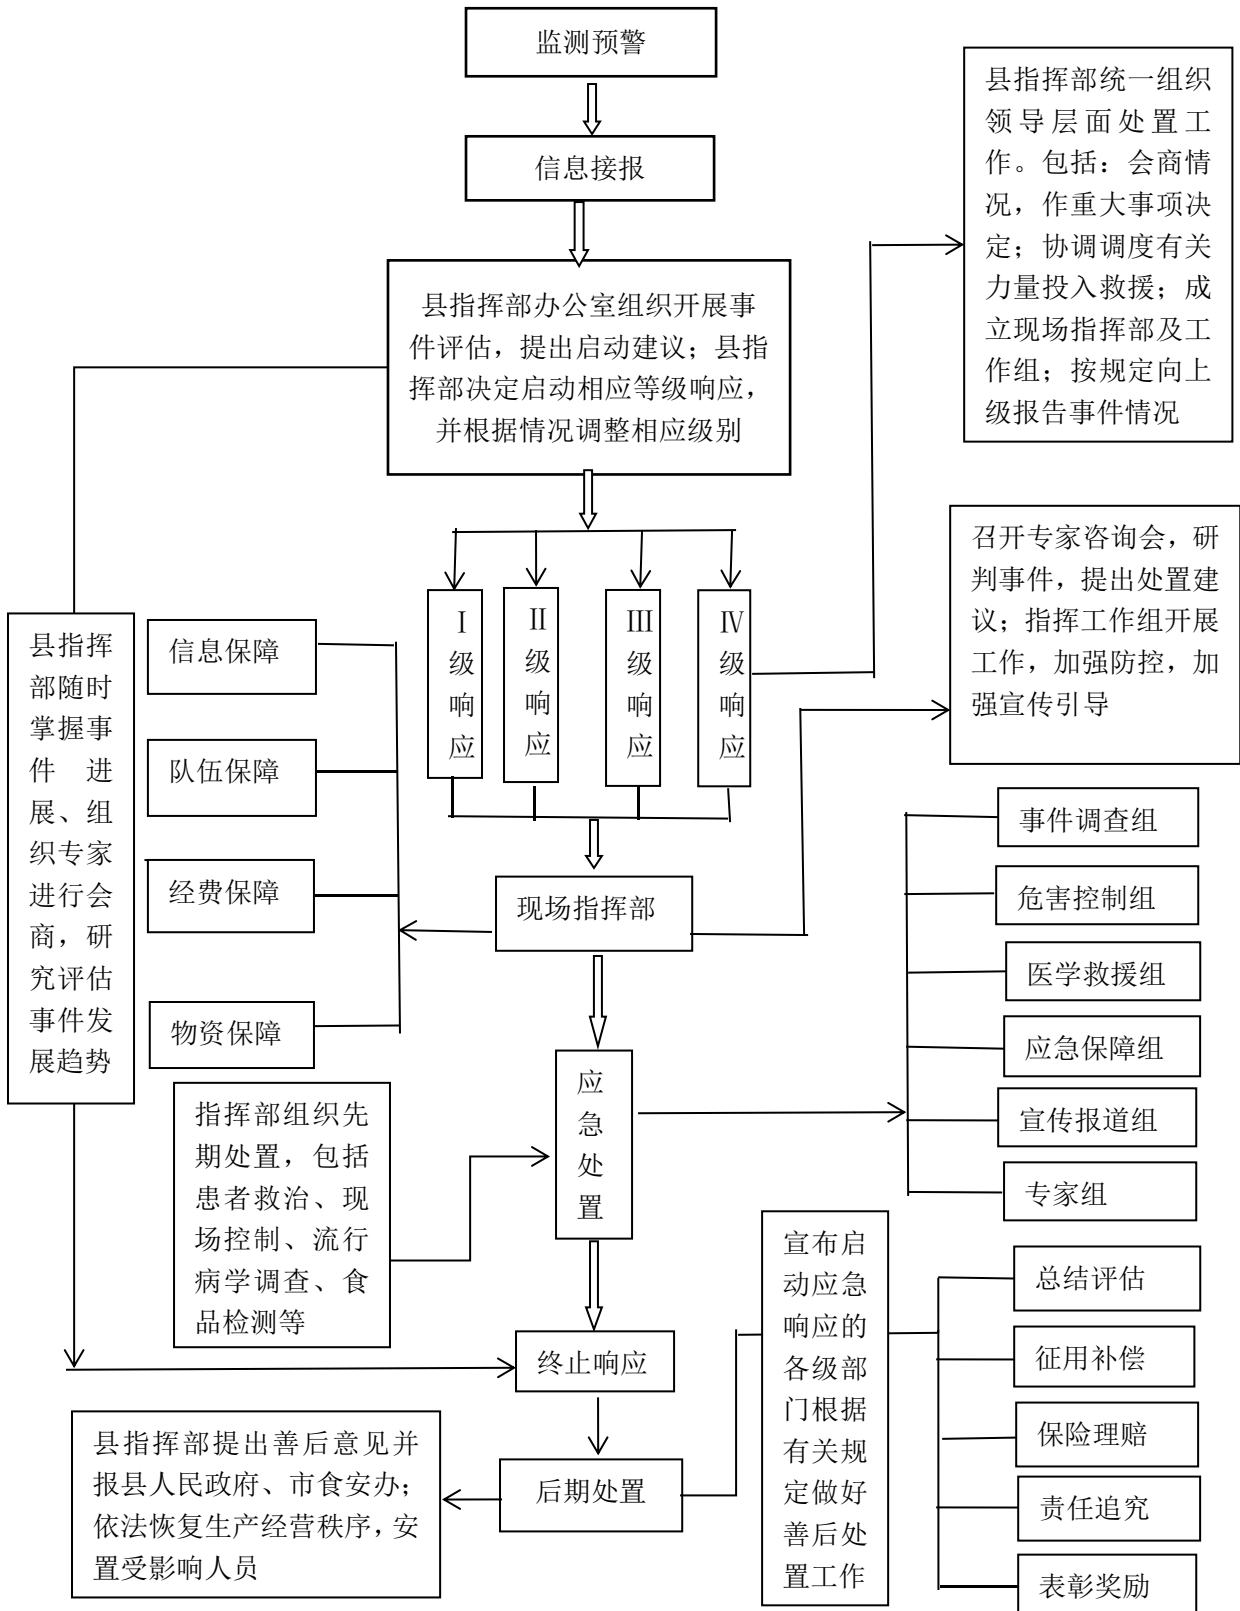 监测预警
信息接报
县指挥部办公室组织开展事
件评估，提出启动建议；县指
挥部决定启动相应等级响应，
并根据情况调整相应级别
县指挥部统一组织
领导层面处置工
作。包括：会商情
况，作重大事项决
定；协调调度有关
力量投入救援；成
立现场指挥部及工
作组；按规定向上
级报告事件情况
召开专家咨询会，研
判事件，提出处置建
议；指挥工作组开展
工作，加强防控，加
强宣传引导
Ⅰ级响应
Ⅱ级响应
Ⅲ级响应
Ⅳ级响应
县指挥
部随时
掌握事
件进
展、组
织专家
进行会
商，研
究评估
事件发
展趋势
信息保障
队伍保障
经费保障
物资保障
现场指挥部
事件调查组
危害控制组
医学救援组
应急保障组
宣传报道组
专家组
应急处置
指挥部组织先
期处置，包括
患者救治、现
场控制、流行
病学调查、食
品检测等
终止响应
后期处置
县指挥部提出善后意见并
报县人民政府、市食安办；
依法恢复生产经营秩序，安
置受影响人员
宣布启
动应急
响应的
各级部
门根据
有关规
定做好
善后处
置工作
总结评估
征用补偿
保险理赔
责任追究
表彰奖励